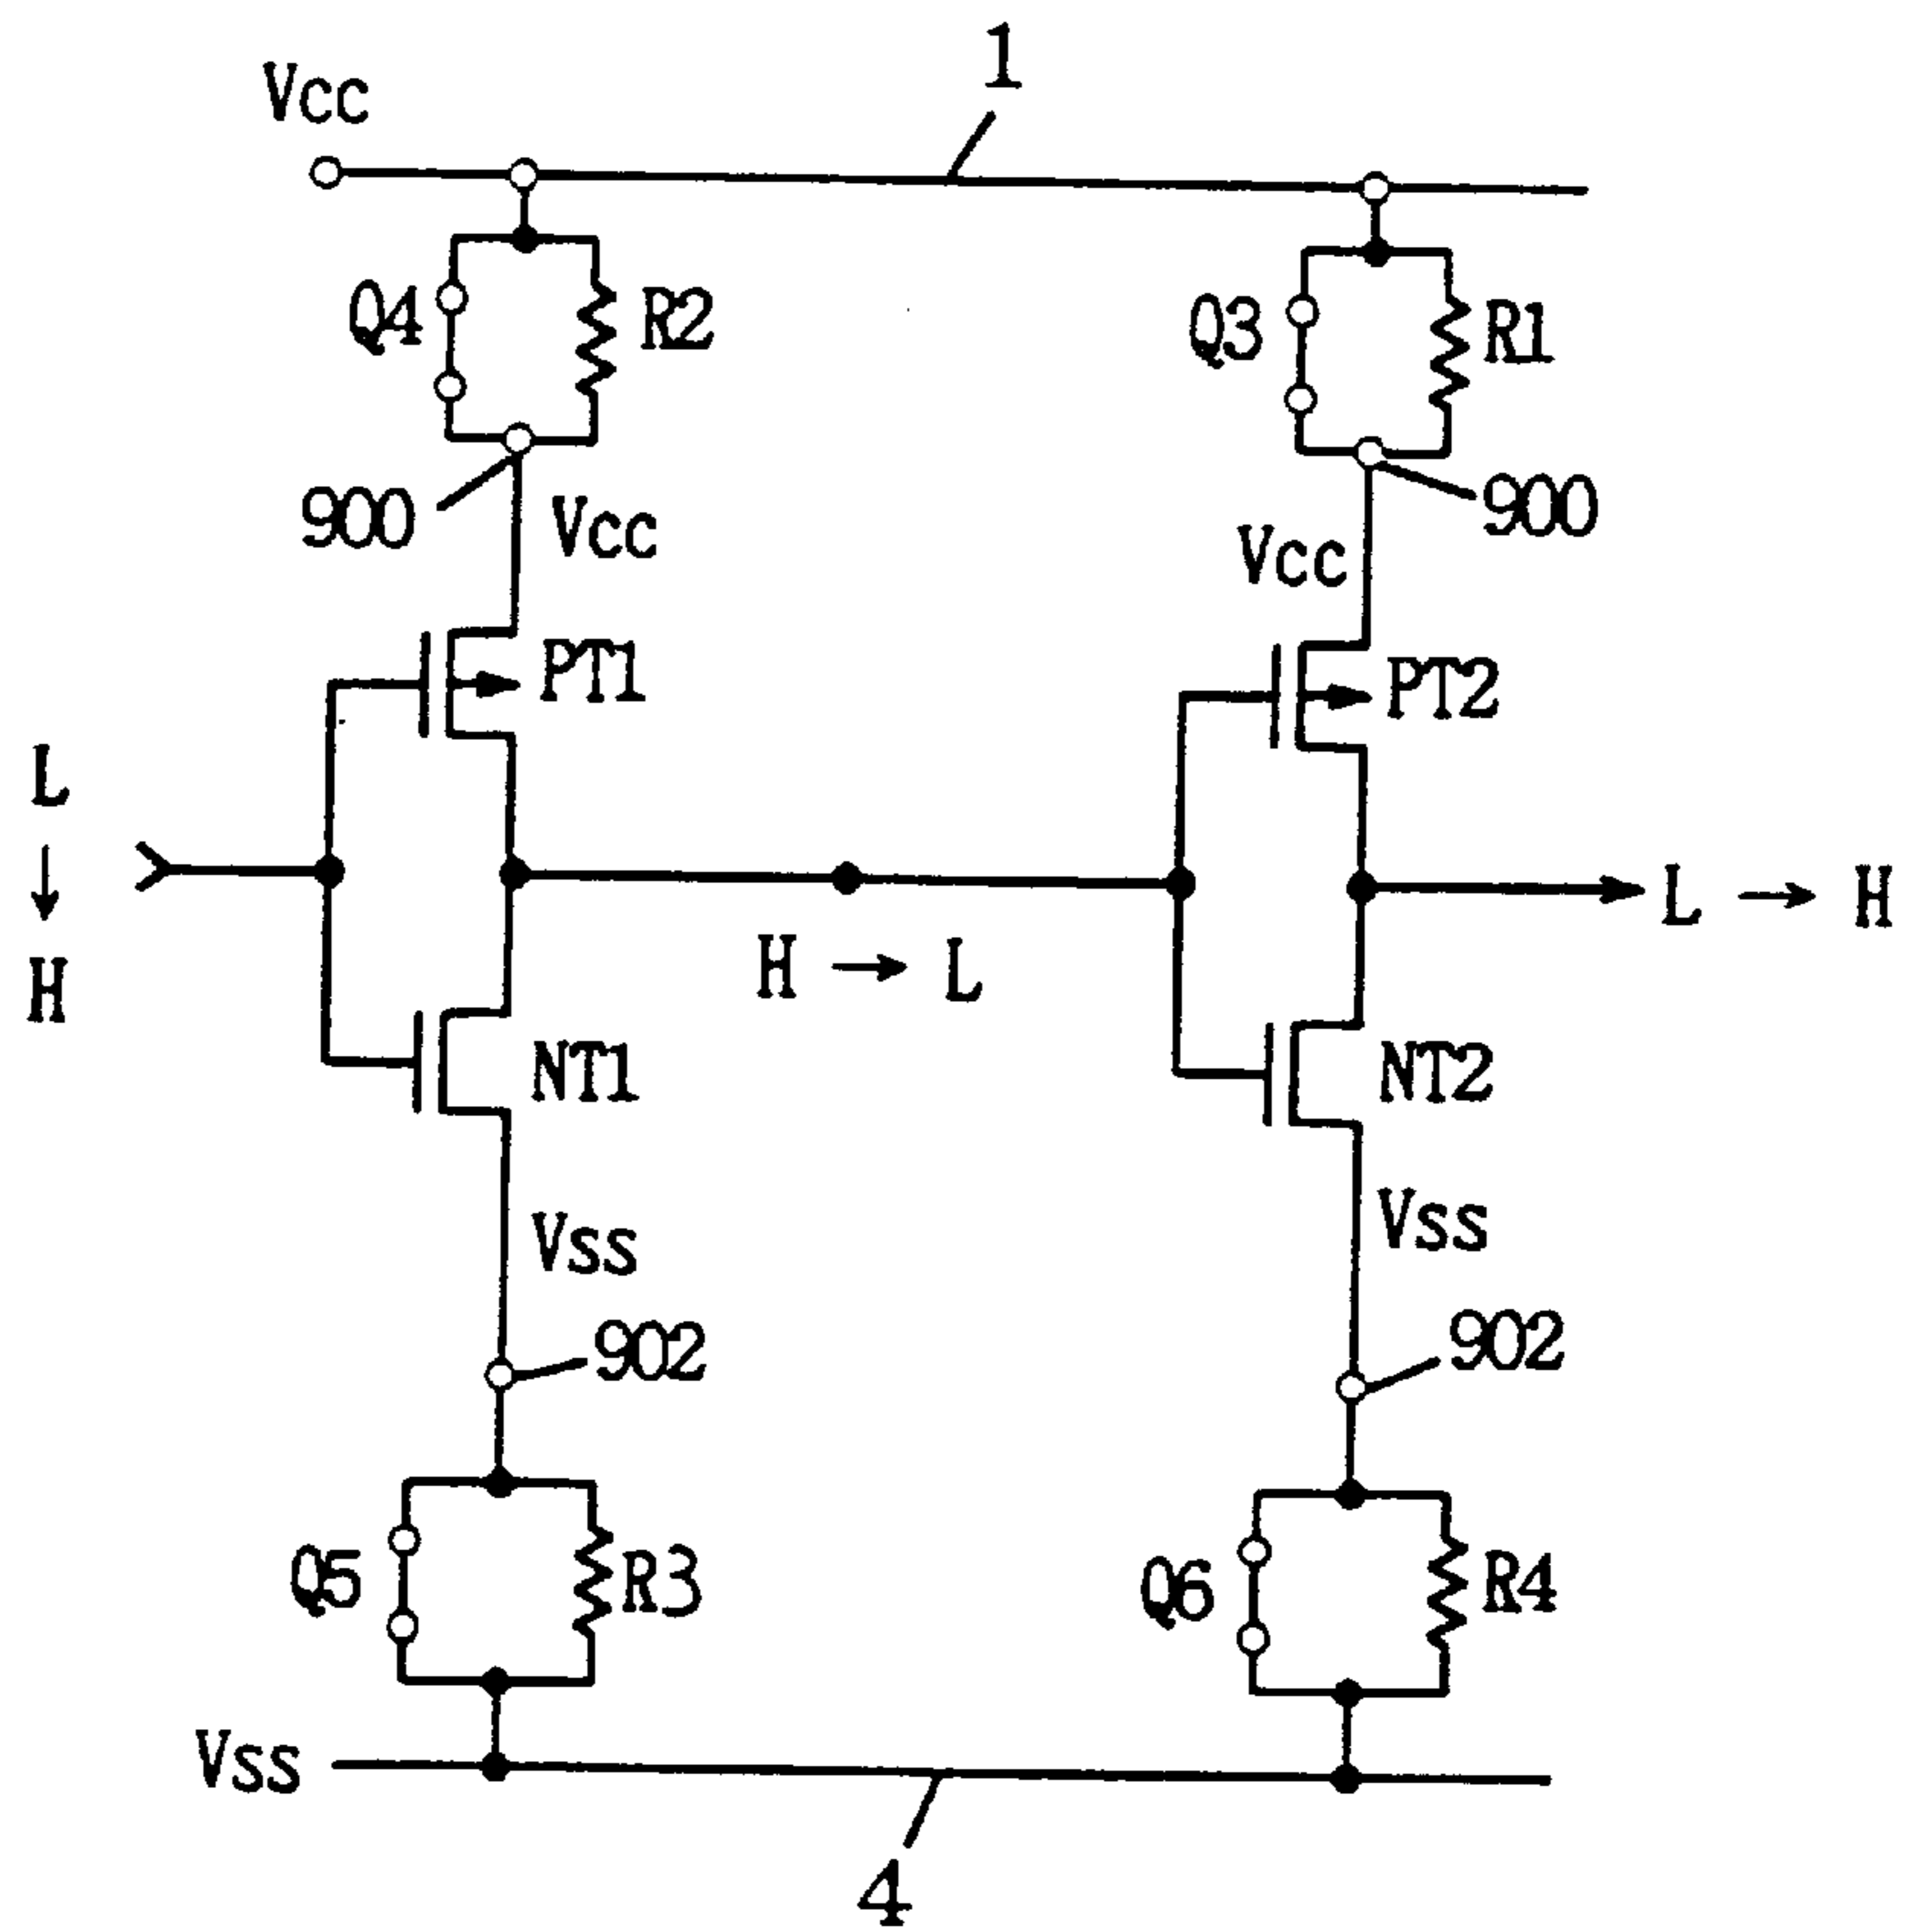 1
Vcc
Q4
R2
Q3
R1
900
Vcc
900
Vcc
PT1
PT2
L
↓
H
L → H
H → L
NT1
NT2
Vss
Vss
902
902
Q5
R3
Q6
R4
Vss
4